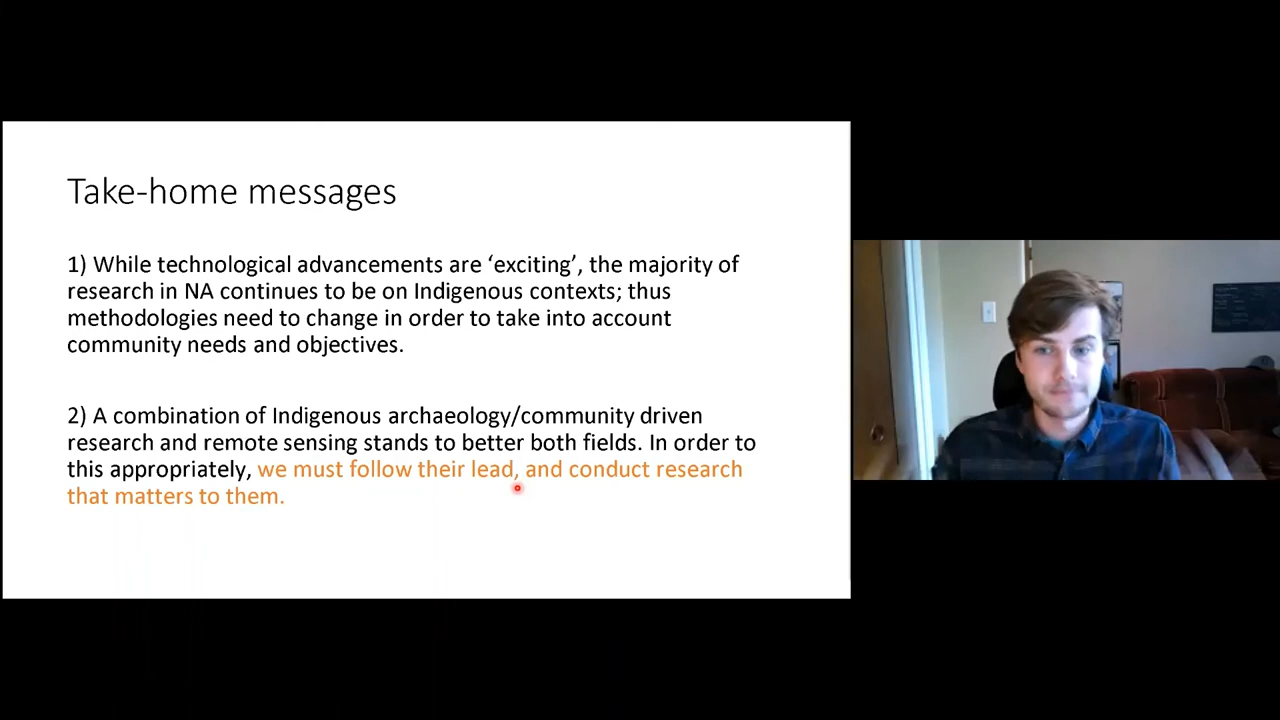 Take-home messages
1) While technological advancements are ‘exciting’, the majority of
research in NA continues to be on Indigenous contexts; thus
methodologies need to change in order to take into account
community needs and objectives.
2) A combination of Indigenous archaeology/community driven
research and remote sensing stands to better both fields. In order to
this appropriately, we must follow their lead, and conduct research
that matters to them.